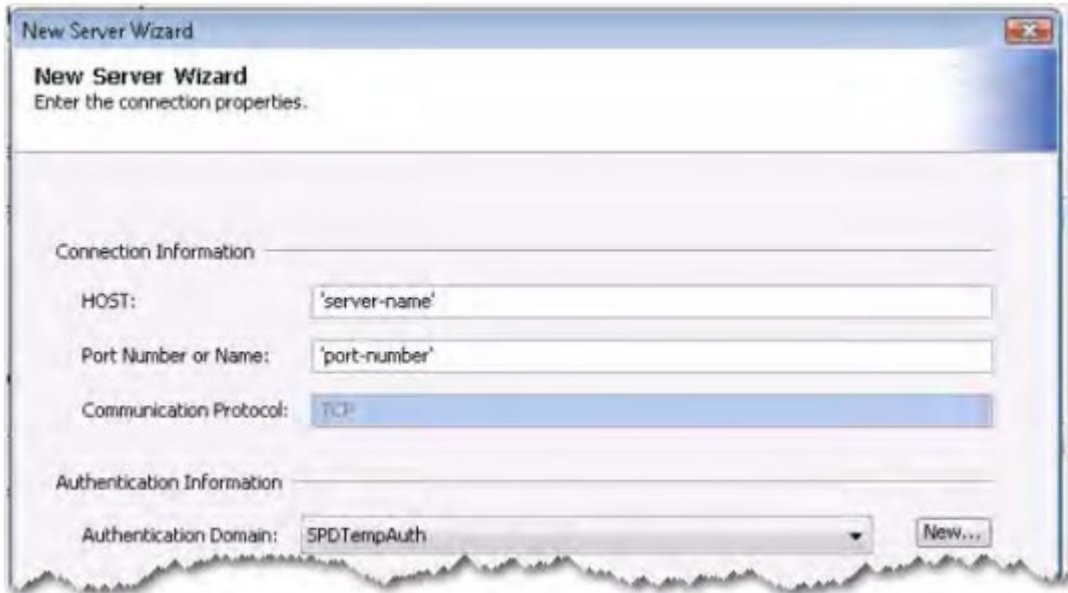 New Server Wizard
New Server Wizard
Enter the connection properties.
Connection Information
HOST: 'server-name'
Port Number or Name: 'port-number'
Communication Protocol: TCP
Authentication Information
Authentication Domain: SPDTempAuth New...